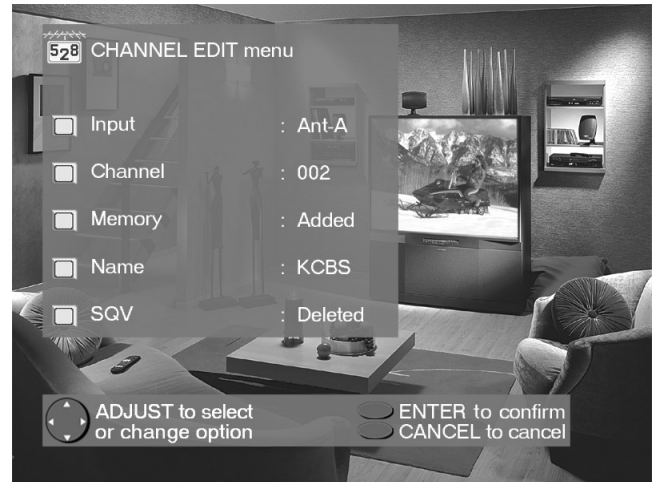 528 CHANNEL EDIT menu
Input : Ant-A
Channel : 002
Memory : Added
Name : KCBS
SQV : Deleted
ADJUST to select
or change option
ENTER to confirm
CANCEL to cancel